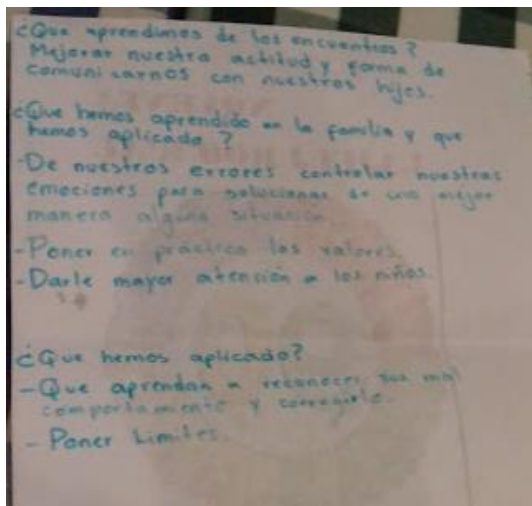 ¿Que aprendimos de los encuentros?
Mejorar nuestra actitud y forma de
comunicarnos con nuestros hijos.
¿Que hemos aprendido en la familia y que
hemos aplicado?
-De nuestros errores controlar nuestras
emociones para solucionar de una mejor
manera alguna situación.
-Poner en práctica los valores.
-Darle mayor atención a los niños.
¿Que hemos aplicado?
-Que aprendan a reconocer su mal
comportamiento y corregirlo.
- Poner Limites.